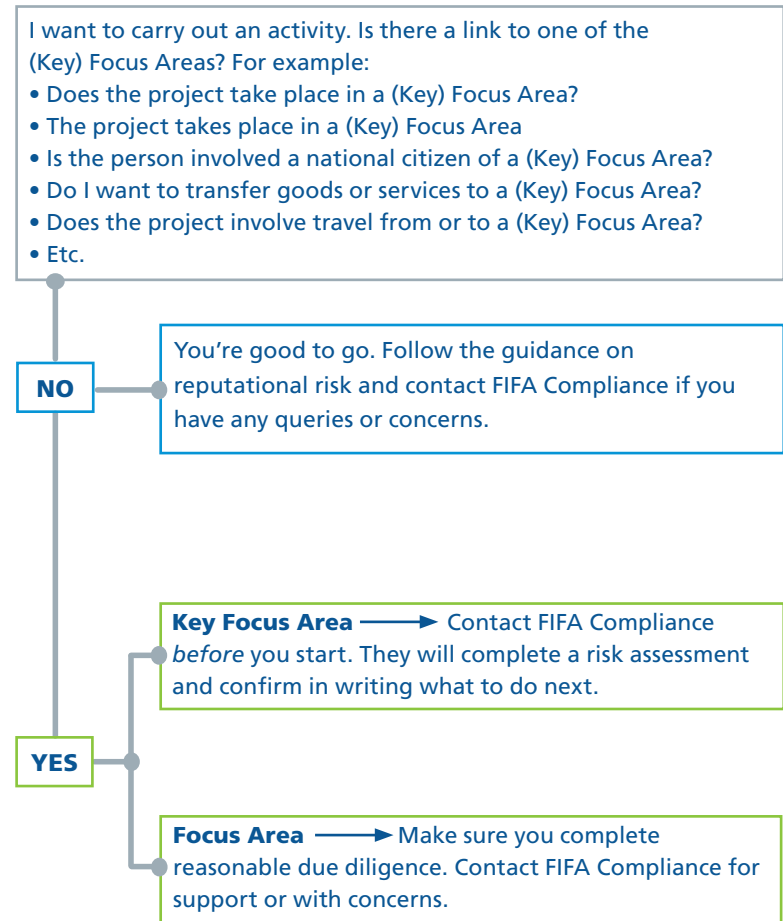 I want to carry out an activity. Is there a link to one of the
(Key) Focus Areas? For example:
• Does the project take place in a (Key) Focus Area?
• The project takes place in a (Key) Focus Area
• Is the person involved a national citizen of a (Key) Focus Area?
• Do I want to transfer goods or services to a (Key) Focus Area?
• Does the project involve travel from or to a (Key) Focus Area?
• Etc.
NO
You're good to go. Follow the guidance on
reputational risk and contact FIFA Compliance if you
have any queries or concerns.
Key Focus Area Contact FIFA Compliance
before you start. They will complete a risk assessment
and confirm in writing what to do next.
YES
Focus Area Make sure you complete
reasonable due diligence. Contact FIFA Compliance for
support or with concerns.